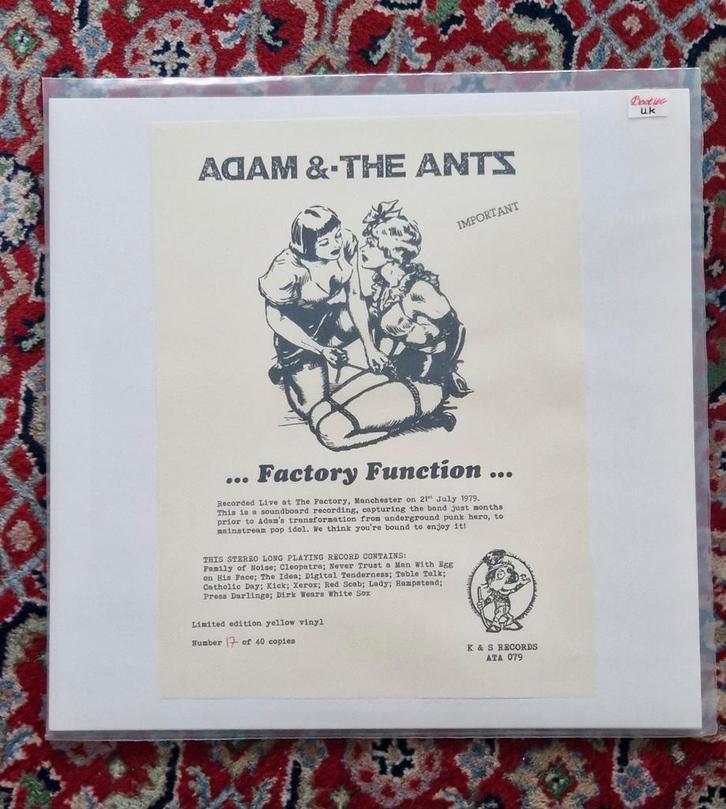 Bootleg
UK
ADAM & THE ANTZ
IMPORTANT
... Factory Function ...
Recorded Live at The Factory, Manchester on 21st July 1979.
This is a soundboard recording, capturing the band just months
prior to Adam's transformation from underground punk hero, to
mainstream pop idol. We think you're bound to enjoy it!
THIS STEREO LONG PLAYING RECORD CONTAINS:
Family of Noise; Cleopatra; Never Trust a Man With Egg
on His Face; The Idea; Digital Tenderness; Table Talk;
Catholic Day; Kick; Xerox; Red Scab; Lady; Hampstead;
Press Darlings; Dirk Wears White Sox
Limited edition yellow vinyl
Number 17 of 40 copies
K & S RECORDS
ATA 079